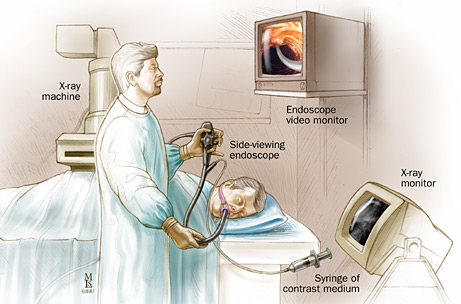 X-ray
machine
Endoscope
video monitor
Side-viewing
endoscope
X-ray
monitor
Syringe of
contrast medium